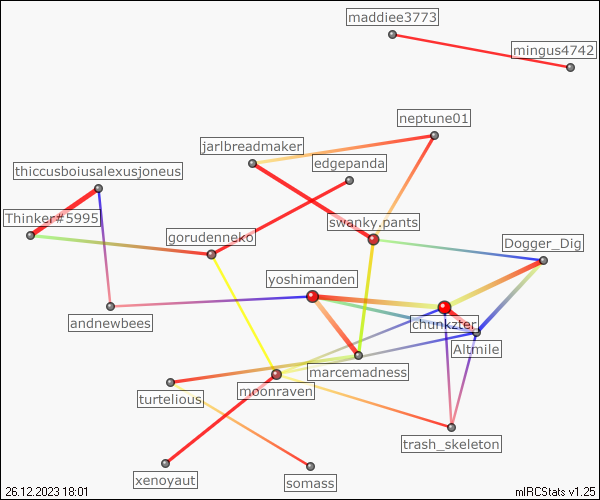 maddiee3773
mingus4742
neptune01
jarlbreadmaker
edgepanda
thiccusboiusalexusjoneus
Thinker#5995
swanky.pants
gorudenneko
Dogger_Dig
yoshimanden
andnewbees
chunkzter
Altmile
marcemadness
moonraven
turtelious
trash_skeleton
xenoyaut
somass
26.12.2023 18:01
mIRCStats v1.25